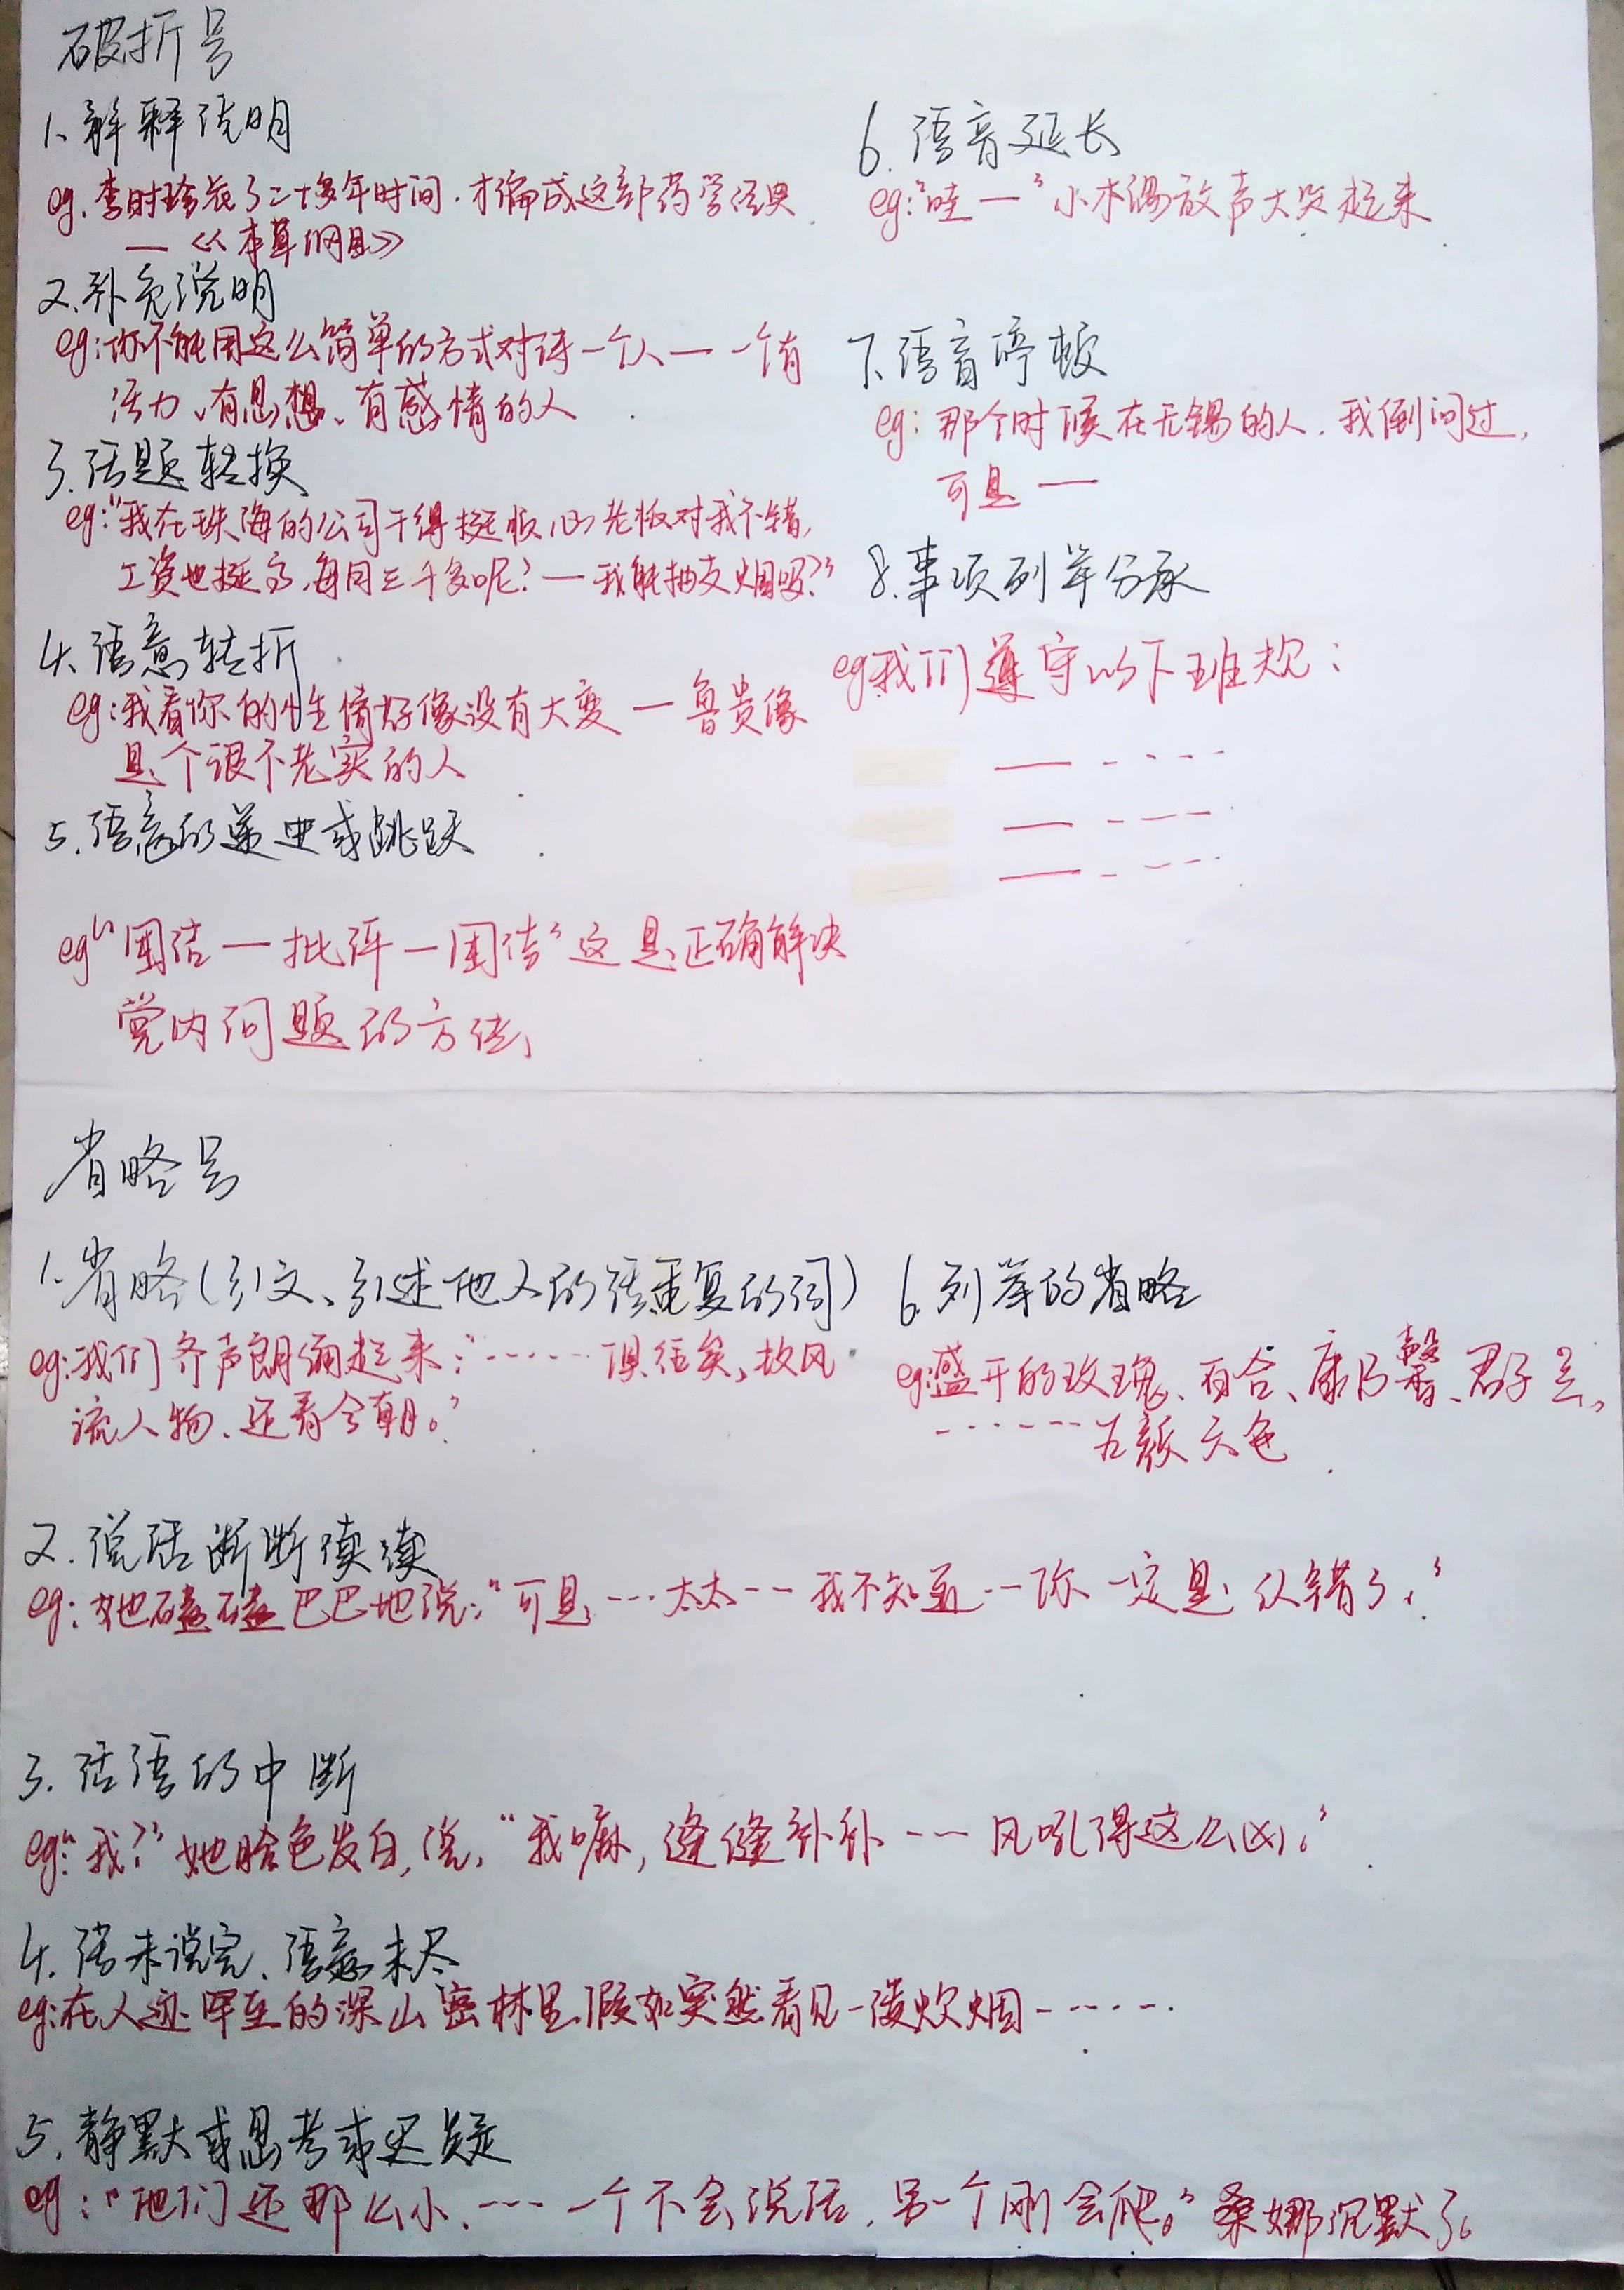 破折号
1、解释说明
eg.李时珍花了二十多年时间.才编成这部药学经典
—《本草纲目》
2.补充说明
eg:你不能用这么简单的方式对待一个人——一个有
活力、有思想、有感情的人
3.话题转换
eg:“我在珠海的公司干得挺顺心,老板对我不错,
工资也挺高,每月三千多呢?—我能抽支烟吗?”
4.语意转折
eg:我看你的性情好像没有大变—鲁贵像
是个很不老实的人
5.语意的递进或跳跃
eg“团结—批评—团结”这是正确解决
党内问题的方法、
6.语音延长
eg:“哇—”小木偶放声大哭起来
7.语音停顿
eg:那个时候在无锡的人.我倒问过,
可是—
8.事项列举分承
eg我们遵守以下班规:
— - - - -
— - - -
— - - - -
省略号
1.省略(引文、引述他人的话重复的词)
eg:我们齐声朗诵起来:“……俱往矣、故风
流人物、还看今朝。”
2.说话断断续续
eg:她磕磕巴巴地说:“可是…太太…我不知道…你一定是认错了.”
3.话语的中断
eg:“我?”她脸色发白,说,“我嘛,缝缝补补…风吼得这么凶。”
4.话未说完、语意未尽
eg:在人迹罕至的深山密林里假如突然看见一缕炊烟……
5.静默或思考或迟疑
eg:“他们还那么小、…一个不会说话,另一个刚会爬。”桑娜沉默了。
6.列举的省略
eg:盛开的玫瑰、百合、康乃馨、君子兰、
……五颜六色